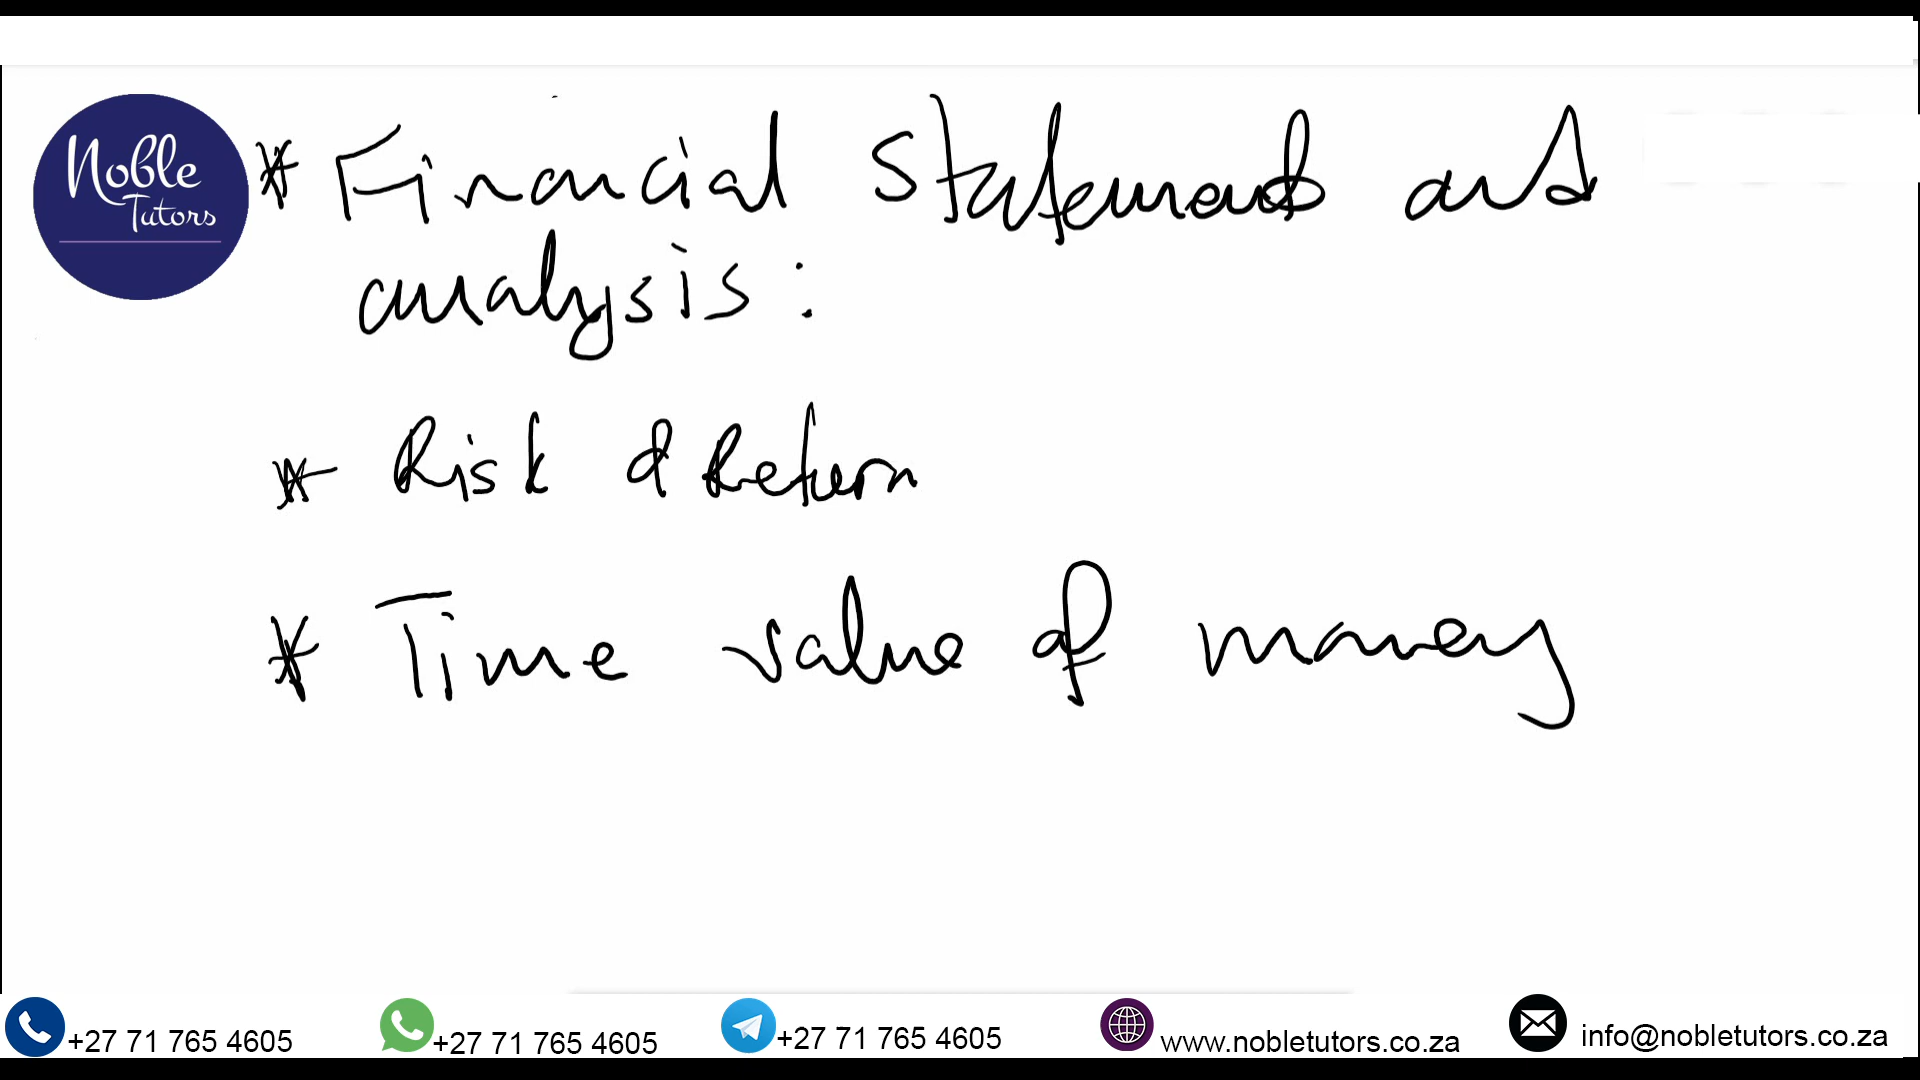 Noble
Tutors
* Financial Statements and
analysis:
* Risk & Return
* Time value of money
+27 71 765 4605
+27 71 765 4605
+27 71 765 4605
www.nobletutors.co.za
info@nobletutors.co.za